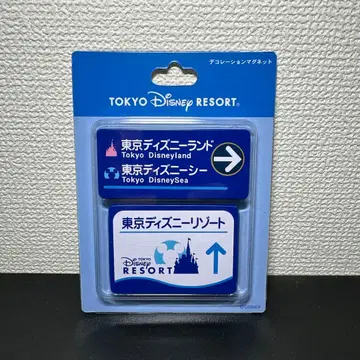 デコレーションマグネット
TOKYO Disney RESORT®
東京ディズニーランド
Tokyo Disneyland
東京ディズニーシー
Tokyo DisneySea
東京ディズニーリゾート
TOKYO
Disney
RESORT
©DISNEY